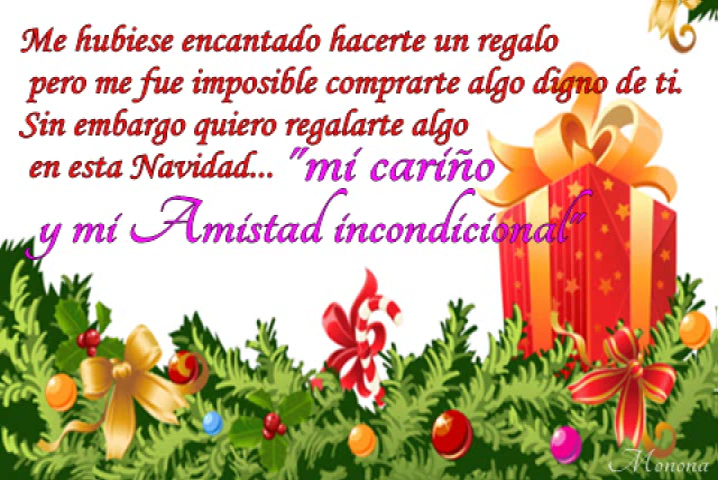 Me hubiese encantado hacerte un regalo
pero me fue imposible comprarte algo digno de ti.
Sin embargo quiero regalarte algo
en esta Navidad... "mi cariño
y mi Amistad incondicional"
Monona